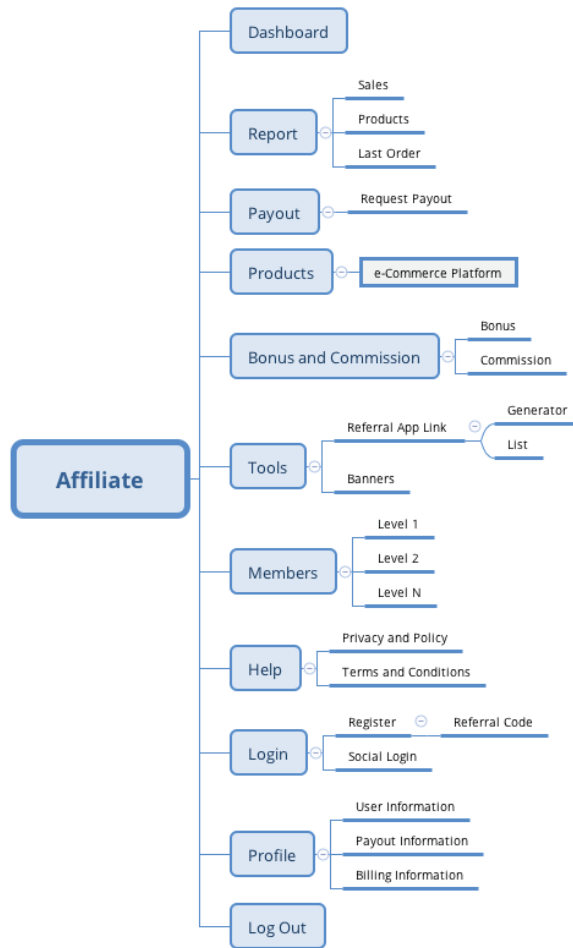 Dashboard
Report
Sales
Products
Last Order
Payout
Request Payout
Products
e-Commerce Platform
Bonus and Commission
Bonus
Commission
Affiliate
Tools
Referral App Link
Generator
List
Banners
Members
Level 1
Level 2
Level N
Help
Privacy and Policy
Terms and Conditions
Login
Register
Referral Code
Social Login
Profile
User Information
Payout Information
Billing Information
Log Out